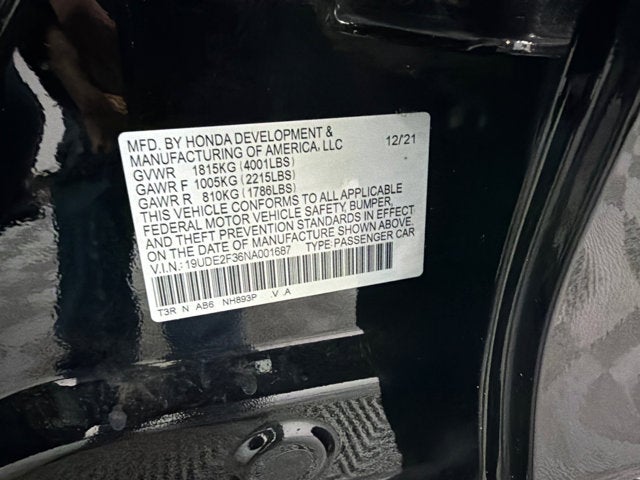 MFD. BY HONDA DEVELOPMENT & 12/21
MANUFACTURING OF AMERICA, LLC
GVWR 1815KG (4001LBS)
GAWR F 1005KG (2215LBS)
GAWR R 810KG (1786LBS)
THIS VEHICLE CONFORMS TO ALL APPLICABLE
FEDERAL MOTOR VEHICLE SAFETY, BUMPER,
AND THEFT PREVENTION STANDARDS IN EFFECT
ON THE DATE OF MANUFACTURE SHOWN ABOVE.
V.I.N.: 19UDE2F36NA001687 TYPE:PASSENGER CAR
T3R N AB6 NH893P .V .A